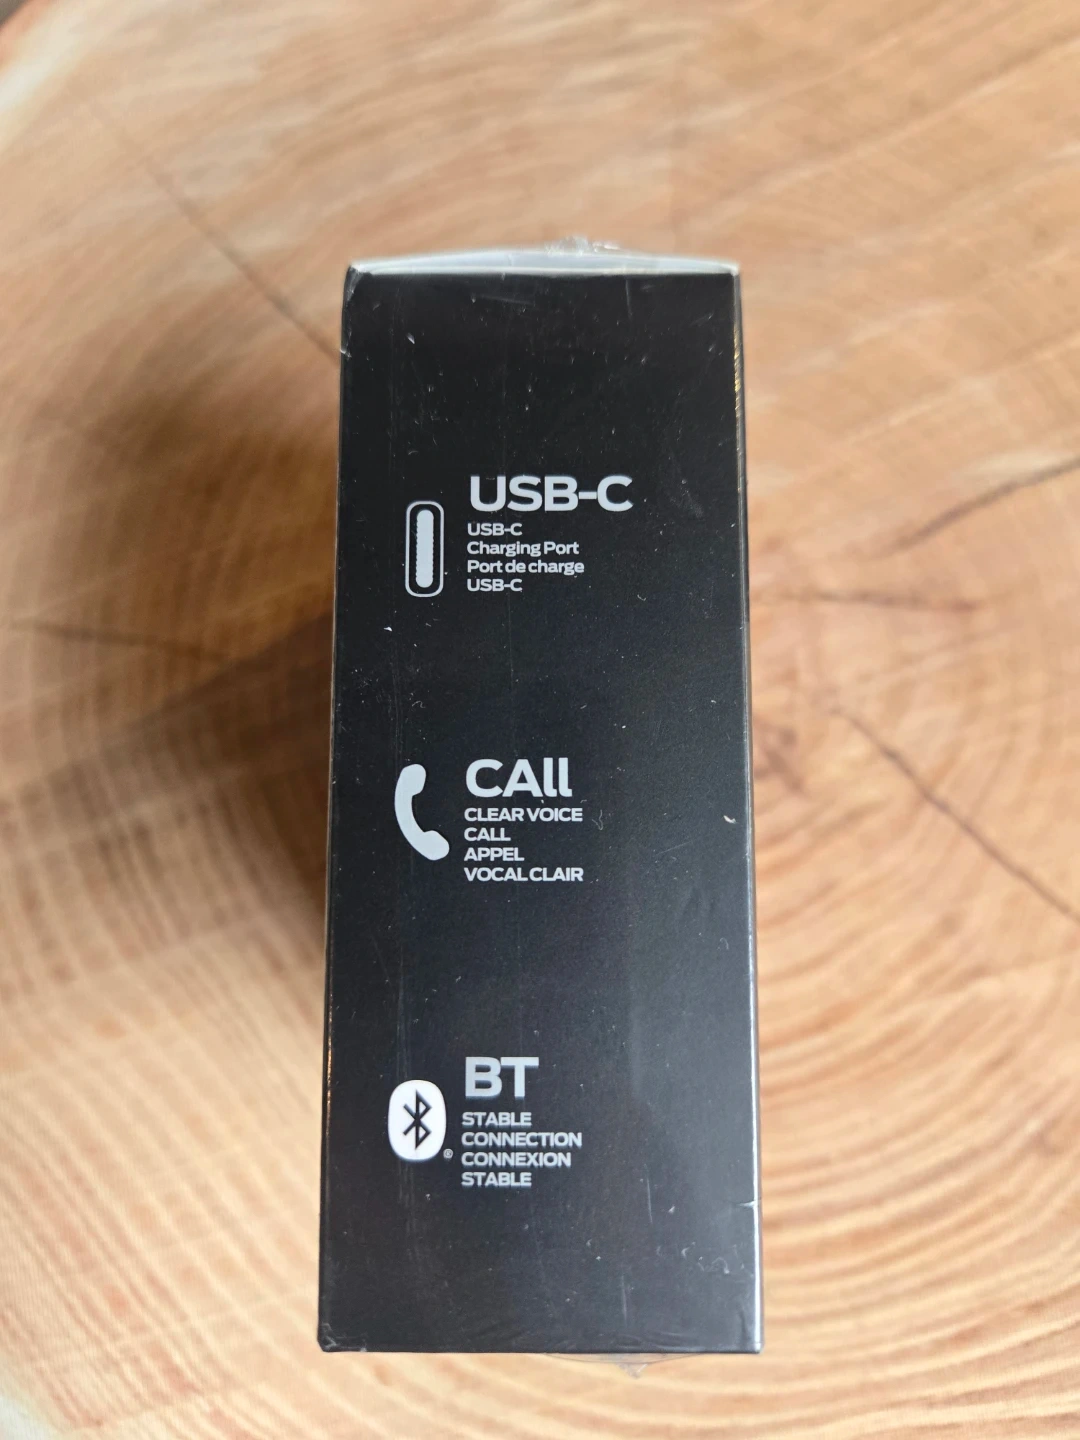 USB-C
USB-C
Charging Port
Port de charge
USB-C
CAll
CLEAR VOICE
CALL
APPEL
VOCAL CLAIR
BT
STABLE
CONNECTION
CONNEXION
STABLE
®